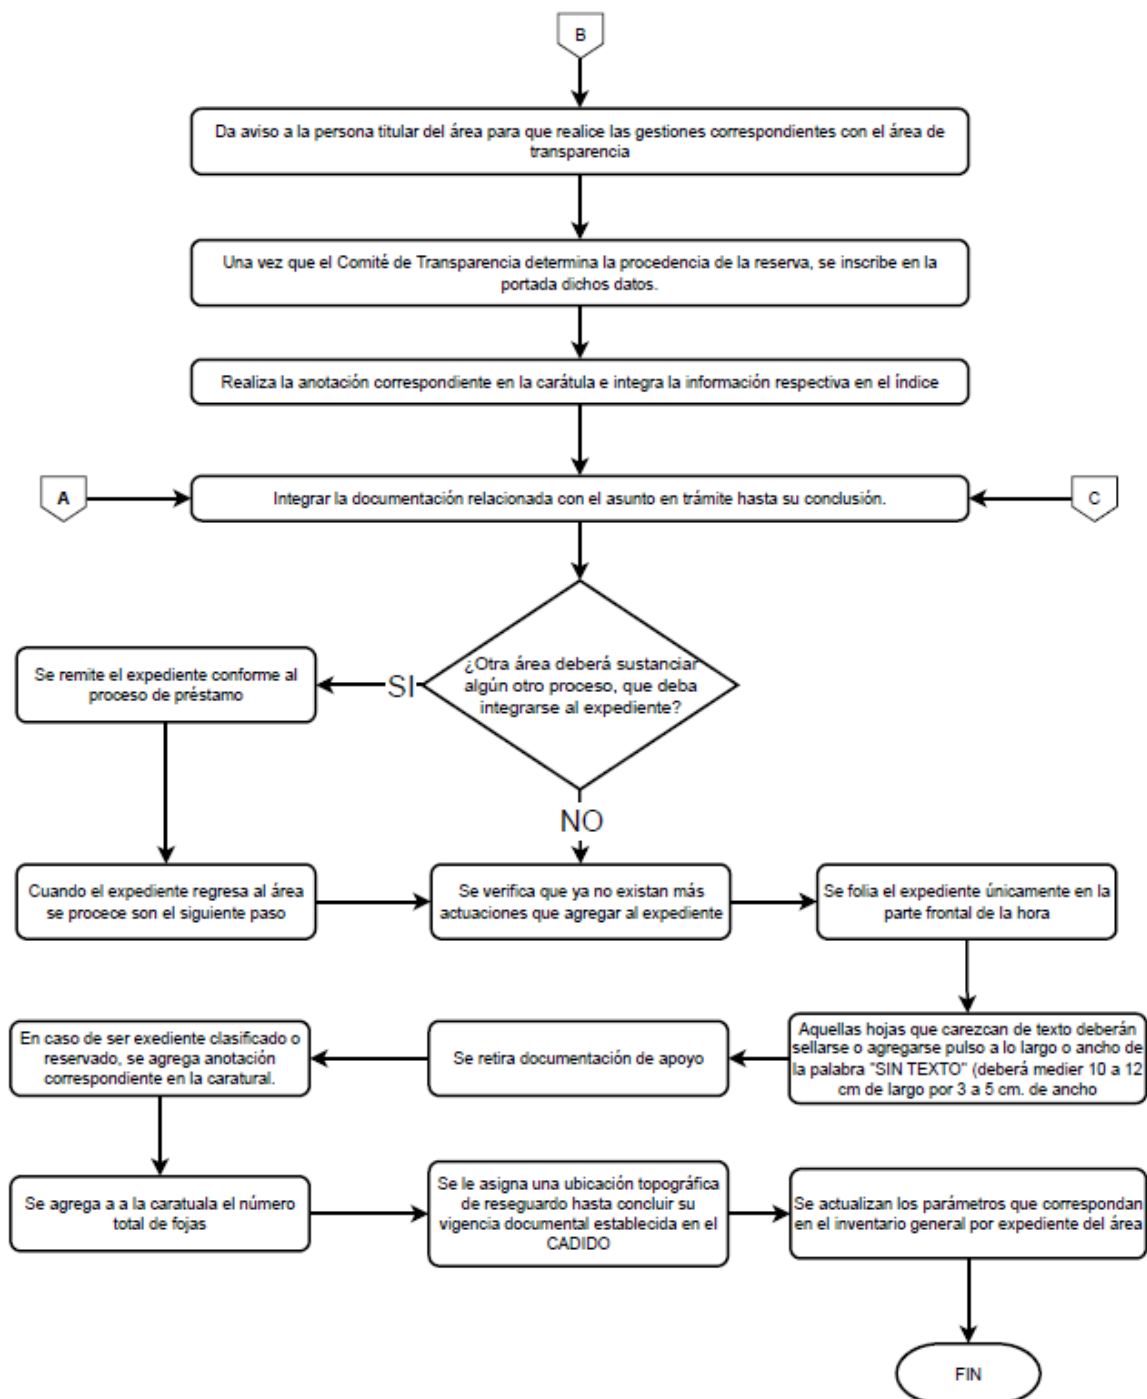 B
Da aviso a la persona titular del área para que realice las gestiones correspondientes con el área de
transparencia
Una vez que el Comité de Transparencia determina la procedencia de la reserva, se inscribe en la
portada dichos datos.
Realiza la anotación correspondiente en la carátula e integra la información respectiva en el índice
A
Integrar la documentación relacionada con el asunto en trámite hasta su conclusión.
C
¿Otra área deberá sustanciar
algún otro proceso, que deba
integrarse al expediente?
SI
Se remite el expediente conforme al
proceso de préstamo
NO
Cuando el expediente regresa al área
se procece son el siguiente paso
Se verifica que ya no existan más
actuaciones que agregar al expediente
Se folia el expediente únicamente en la
parte frontal de la hora
Aquellas hojas que carezcan de texto deberán
sellarse o agregarse pulso a lo largo o ancho de
la palabra "SIN TEXTO" (deberá medier 10 a 12
cm de largo por 3 a 5 cm. de ancho
Se retira documentación de apoyo
En caso de ser exediente clasificado o
reservado, se agrega anotación
correspondiente en la caratural.
Se agrega a a la caratuala el número
total de fojas
Se le asigna una ubicación topográfica
de reseguardo hasta concluir su
vigencia documental establecida en el
CADIDO
Se actualizan los parámetros que correspondan
en el inventario general por expediente del área
FIN